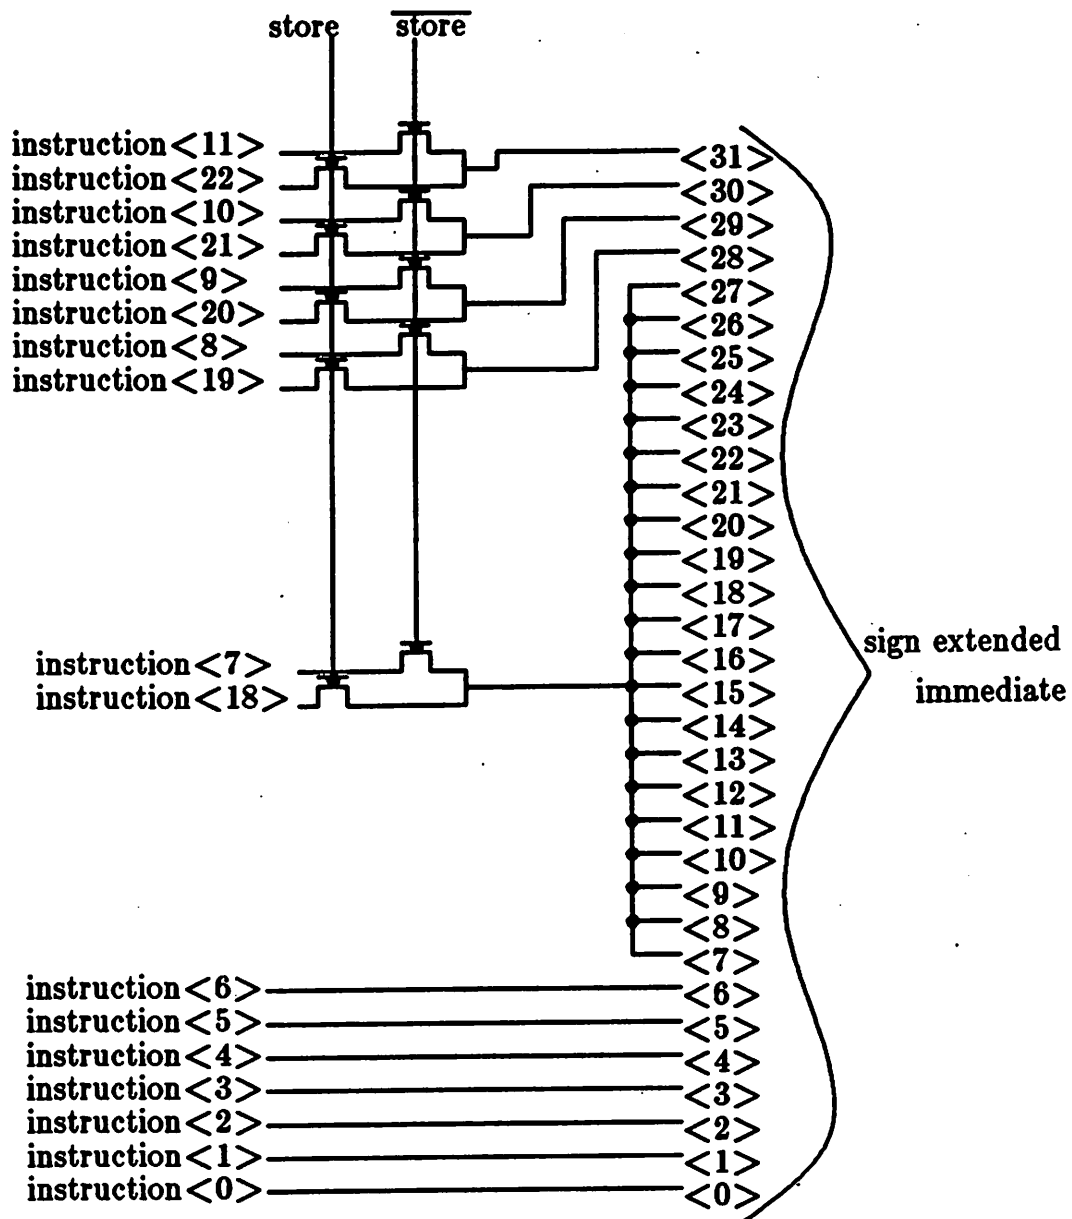 store store
instruction<11>
instruction<22>
instruction<10>
instruction<21>
instruction<9>
instruction<20>
instruction<8>
instruction<19>
instruction<7>
instruction<18>
instruction<6>
instruction<5>
instruction<4>
instruction<3>
instruction<2>
instruction<1>
instruction<0>
<31>
<30>
<29>
<28>
<27>
<26>
<25>
<24>
<23>
<22>
<21>
<20>
<19>
<18>
<17>
<16>
<15>
<14>
<13>
<12>
<11>
<10>
<9>
<8>
<7>
<6>
<5>
<4>
<3>
<2>
<1>
<0>
sign extended
immediate